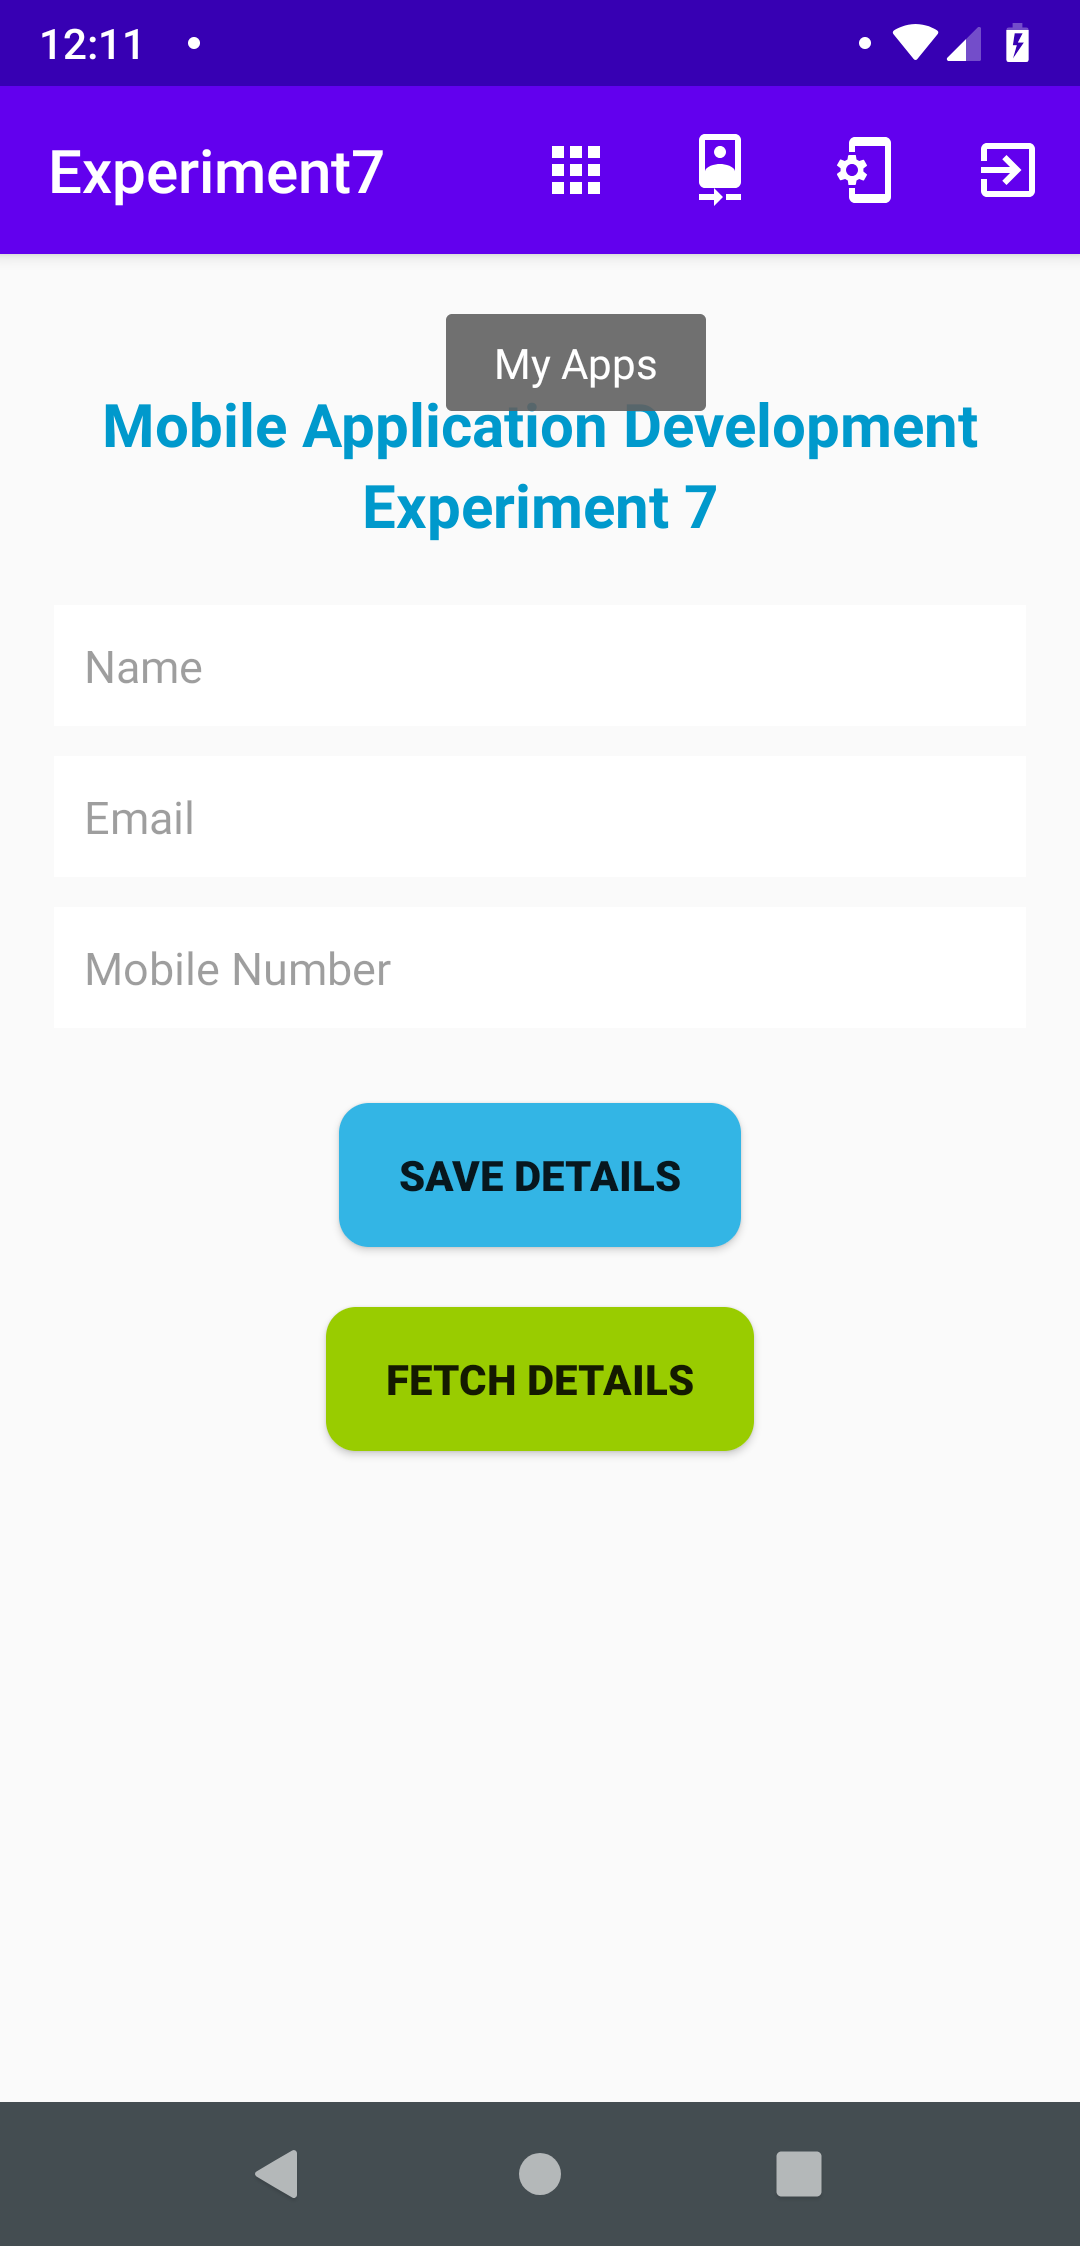 12:11
Experiment7
My Apps
Mobile Application Development
Experiment 7
Name
Email
Mobile Number
SAVE DETAILS
FETCH DETAILS